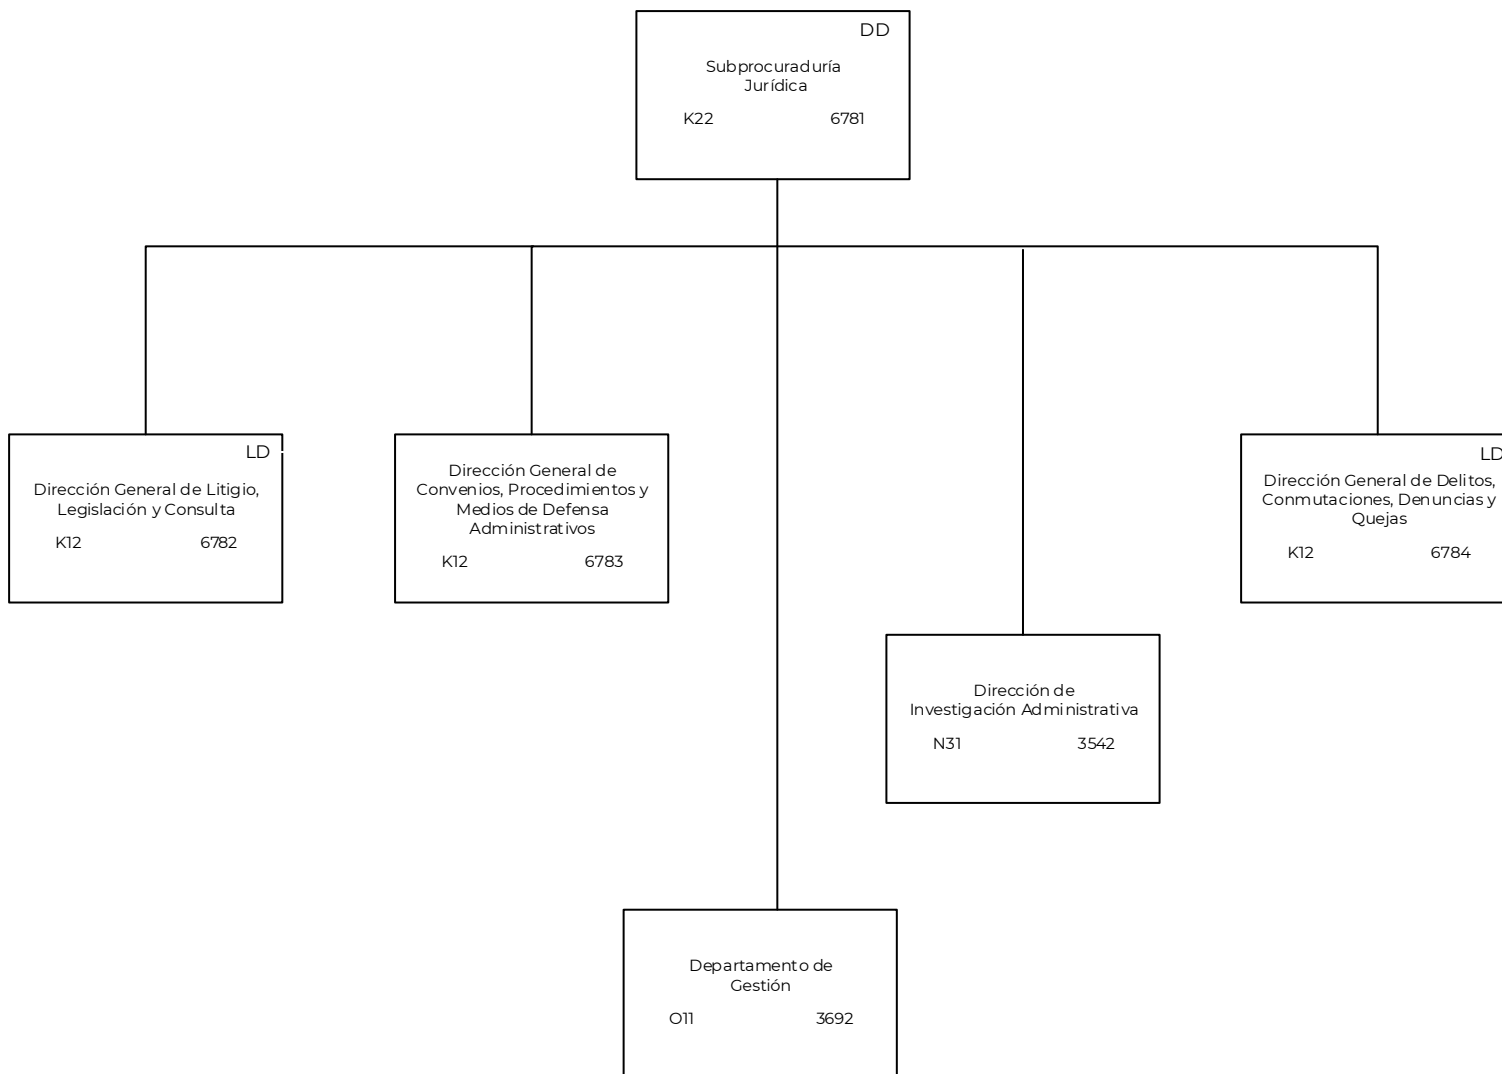 DD
Subprocuraduría
Jurídica
K22 6781
LD
Dirección General de Litigio,
Legislación y Consulta
K12 6782
Dirección General de
Convenios, Procedimientos y
Medios de Defensa
Administrativos
K12 6783
LD
Dirección General de Delitos,
Conmutaciones, Denuncias y
Quejas
K12 6784
Dirección de
Investigación Administrativa
N31 3542
Departamento de
Gestión
O11 3692